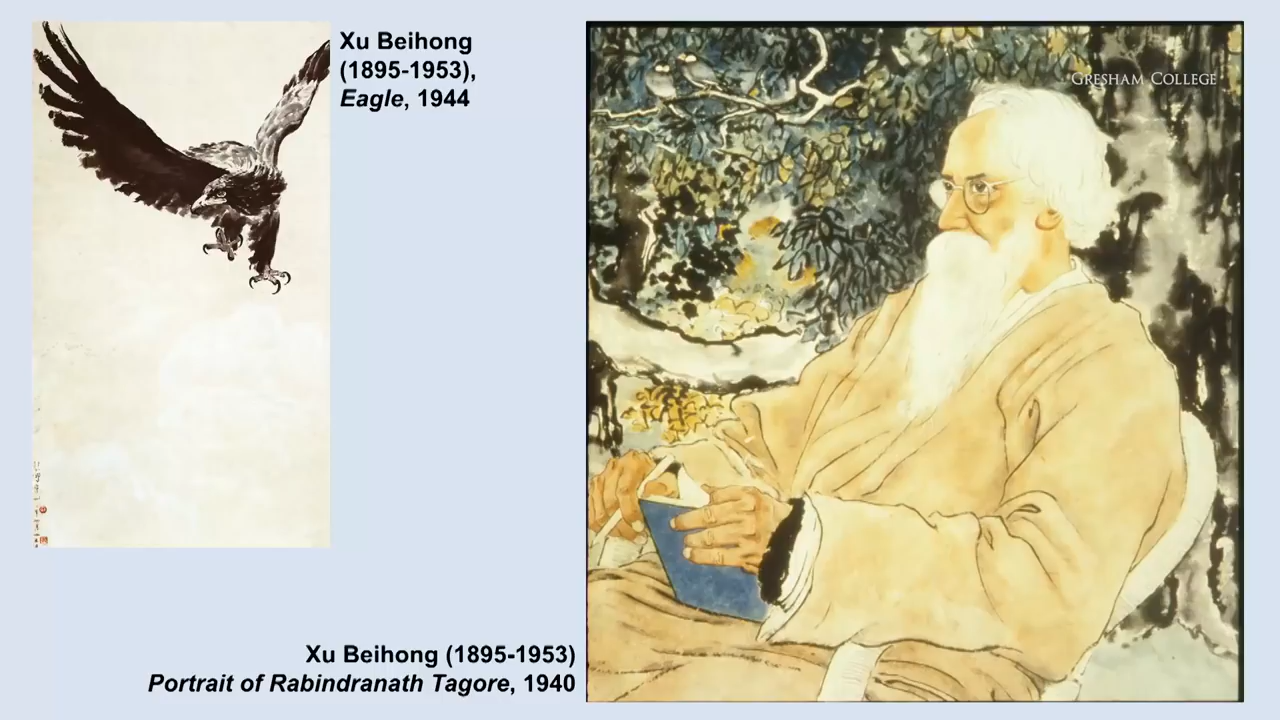 Xu Beihong
(1895-1953),
Eagle, 1944
GRESHAM COLLEGE
Xu Beihong (1895-1953)
Portrait of Rabindranath Tagore, 1940